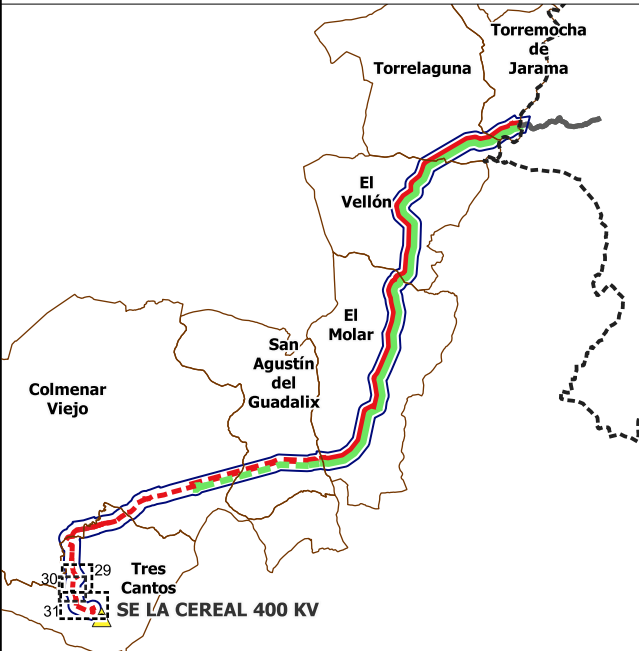 Torremocha
de
Jarama
Torrelaguna
El
Vellón
El
Molar
San
Agustín
del
Guadalix
Colmenar
Viejo
Tres
Cantos
29
30
31
SE LA CEREAL 400 KV